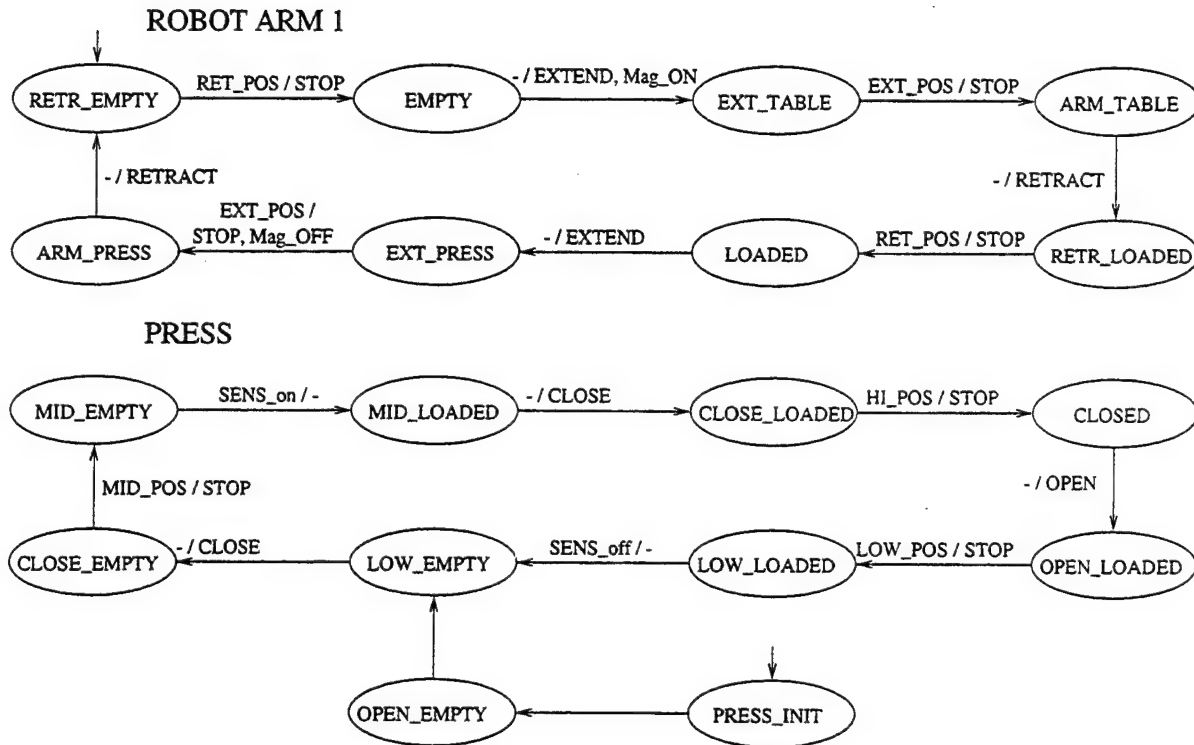 ROBOT ARM 1
RETR_EMPTY
RET_POS / STOP
EMPTY
- / EXTEND, Mag_ON
EXT_TABLE
EXT_POS / STOP
ARM_TABLE
- / RETRACT
- / RETRACT
ARM_PRESS
EXT_POS /
STOP, Mag_OFF
EXT_PRESS
- / EXTEND
LOADED
RET_POS / STOP
RETR_LOADED
PRESS
MID_EMPTY
SENS_on / -
MID_LOADED
- / CLOSE
CLOSE_LOADED
HI_POS / STOP
CLOSED
MID_POS / STOP
- / OPEN
CLOSE_EMPTY
- / CLOSE
LOW_EMPTY
SENS_off / -
LOW_LOADED
LOW_POS / STOP
OPEN_LOADED
OPEN_EMPTY
PRESS_INIT